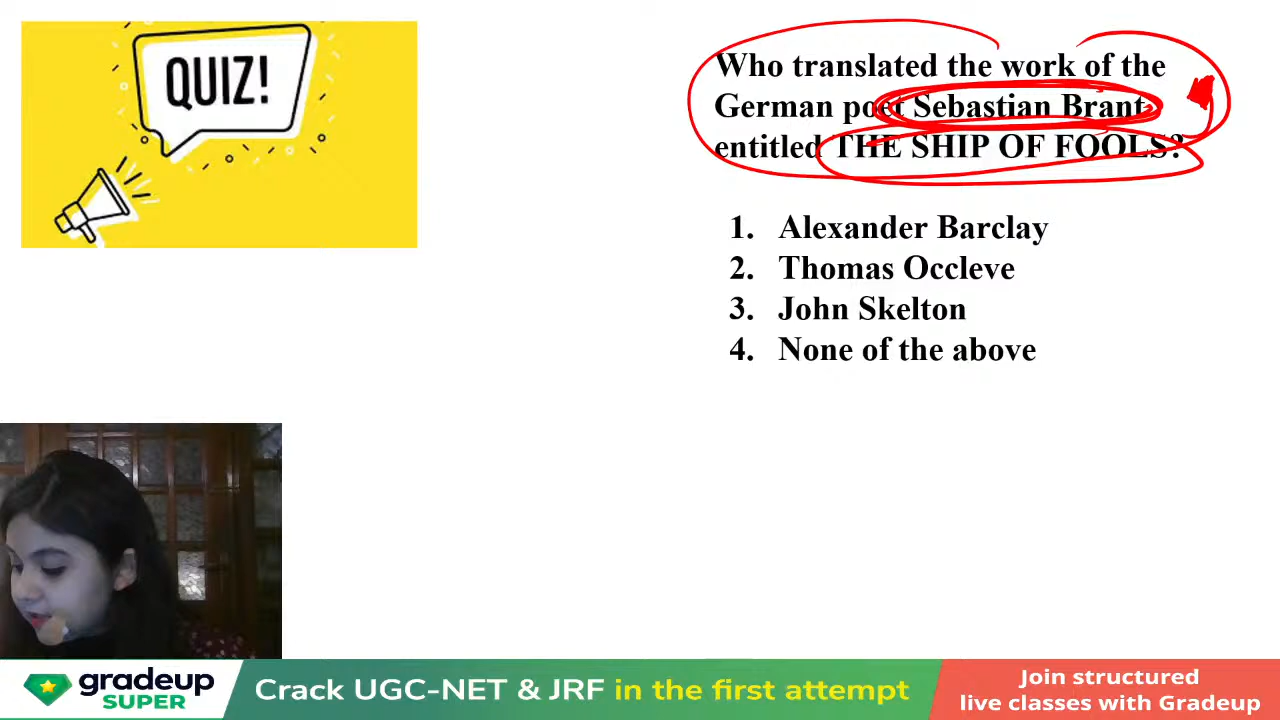 QUIZ!
Who translated the work of the
German poet Sebastian Brant
entitled THE SHIP OF FOOLS?
1. Alexander Barclay
2. Thomas Occleve
3. John Skelton
4. None of the above
gradeup
SUPER
Crack UGC-NET & JRF in the first attempt
Join structured
live classes with Gradeup